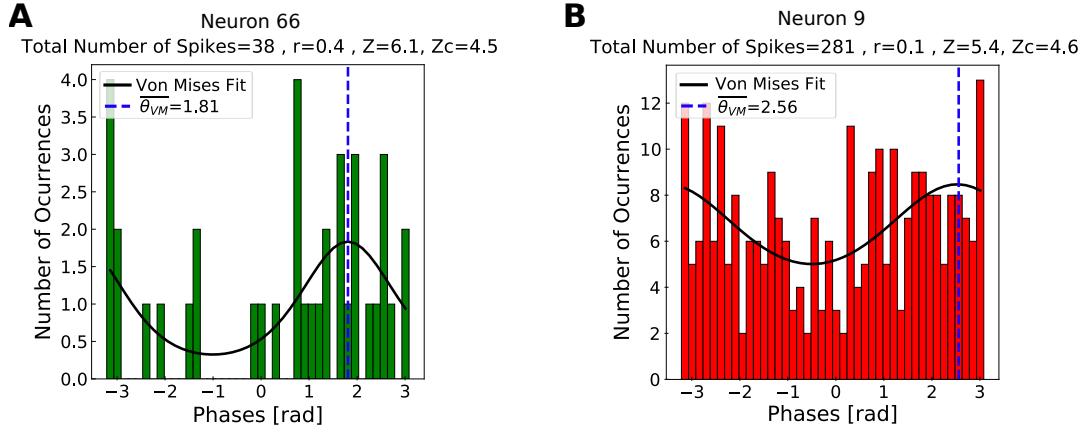 A
Neuron 66
Total Number of Spikes=38 , r=0.4 , Z=6.1, Zc=4.5
Number of Ocurrences
4.0
3.5
3.0
2.5
2.0
1.5
1.0
0.5
0.0
Von Mises Fit
θVM=1.81
−3
−2
−1
0
1
2
3
Phases [rad]
B
Neuron 9
Total Number of Spikes=281 , r=0.1 , Z=5.4, Zc=4.6
Number of Ocurrences
12
10
8
6
4
2
0
Von Mises Fit
θVM=2.56
−3
−2
−1
0
1
2
3
Phases [rad]